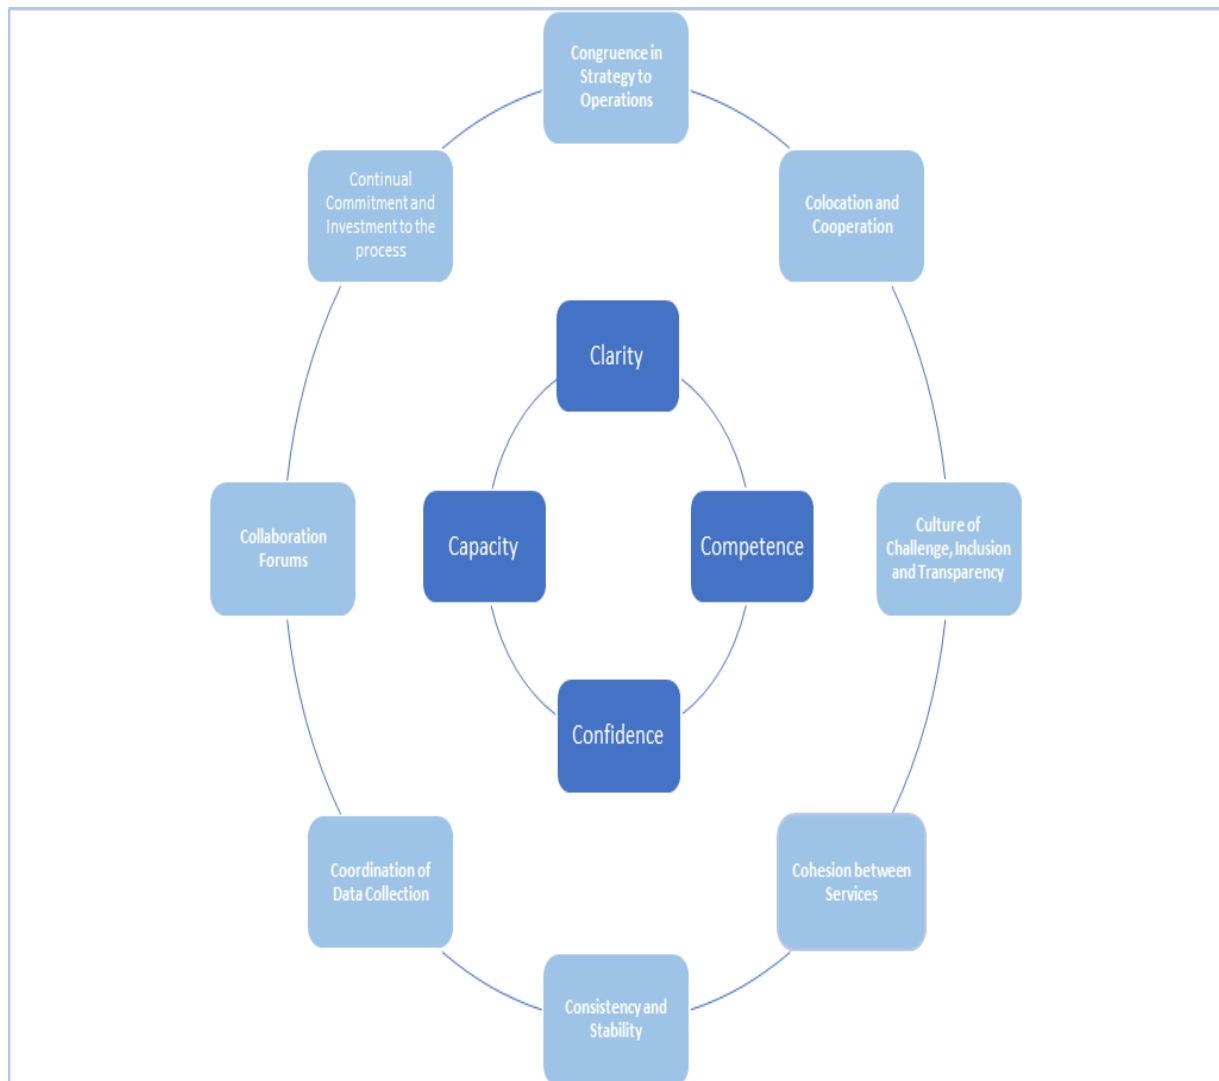 Congruence in
Strategy to
Operations
Continual
Commitment and
Investment to the
process
Colocation and
Cooperation
Clarity
Collaboration
Forums
Capacity
Competence
Culture of
Challenge, Inclusion
and Transparency
Confidence
Coordination of
Data Collection
Cohesion between
Services
Consistency and
Stability